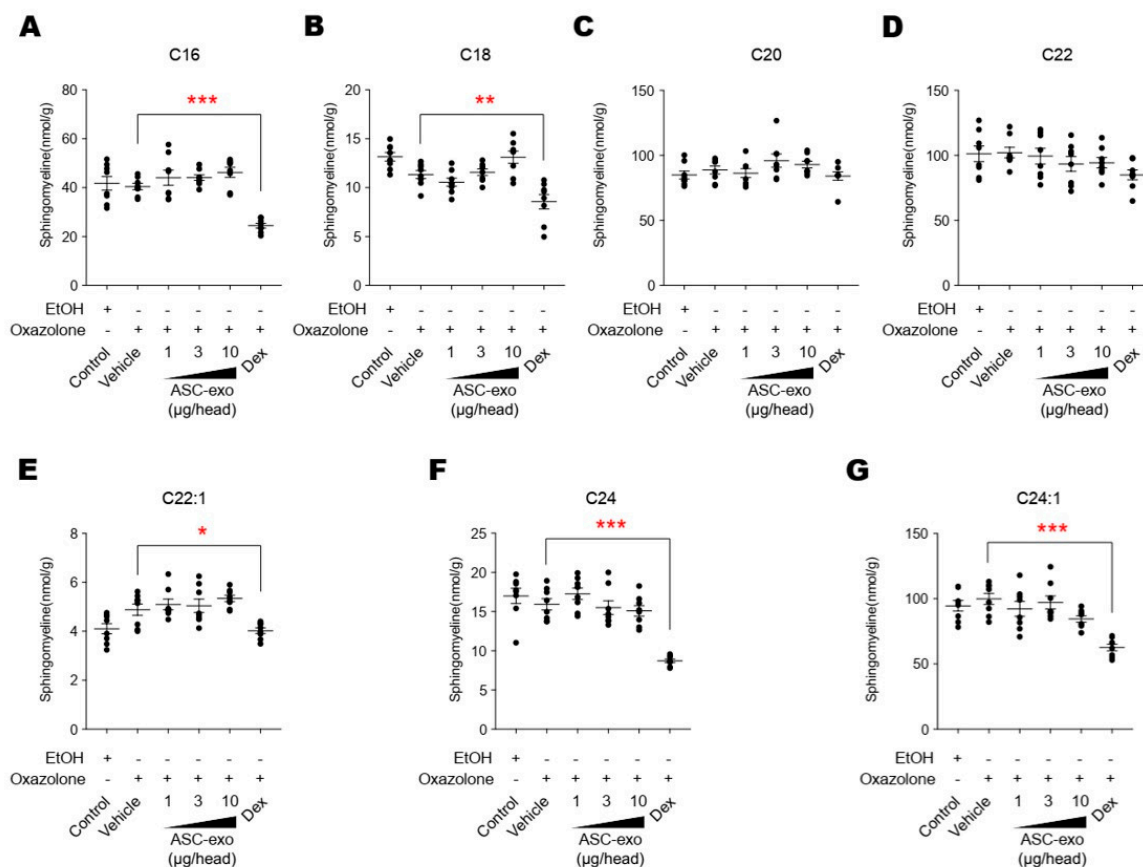 A
C16
***
80
60
40
20
0
Sphingomyeline(nmol/g)
EtOH + - - - - -
Oxazolone - + + + + +
Control Vehicle 1 3 10 Dex
ASC-exo
(µg/head)
B
C18
**
20
15
10
5
0
Sphingomyeline(nmol/g)
+ - - - - -
- + + + + +
Control Vehicle 1 3 10 Dex
ASC-exo
(µg/head)
C
C20
150
100
50
0
Sphingomyeline(nmol/g)
EtOH + - - - - -
Oxazolone - + + + + +
Control Vehicle 1 3 10 Dex
ASC-exo
(µg/head)
D
C22
150
100
50
0
Sphingomyeline(nmol/g)
+ - - - - -
- + + + + +
Control Vehicle 1 3 10 Dex
ASC-exo
(µg/head)
E
C22:1
*
8
6
4
2
0
Sphingomyeline(nmol/g)
EtOH + - - - - -
Oxazolone - + + + + +
Control Vehicle 1 3 10 Dex
ASC-exo
(µg/head)
F
C24
***
25
20
15
10
15
0
Sphingomyeline(nmol/g)
EtOH + - - - - -
Oxazolone - + + + + +
Control Vehicle 1 3 10 Dex
ASC-exo
(µg/head)
G
C24:1
***
150
100
50
0
Sphingomyeline(nmol/g)
EtOH + - - - - -
Oxazolone - + + + + +
Control Vehicle 1 3 10 Dex
ASC-exo
(µg/head)